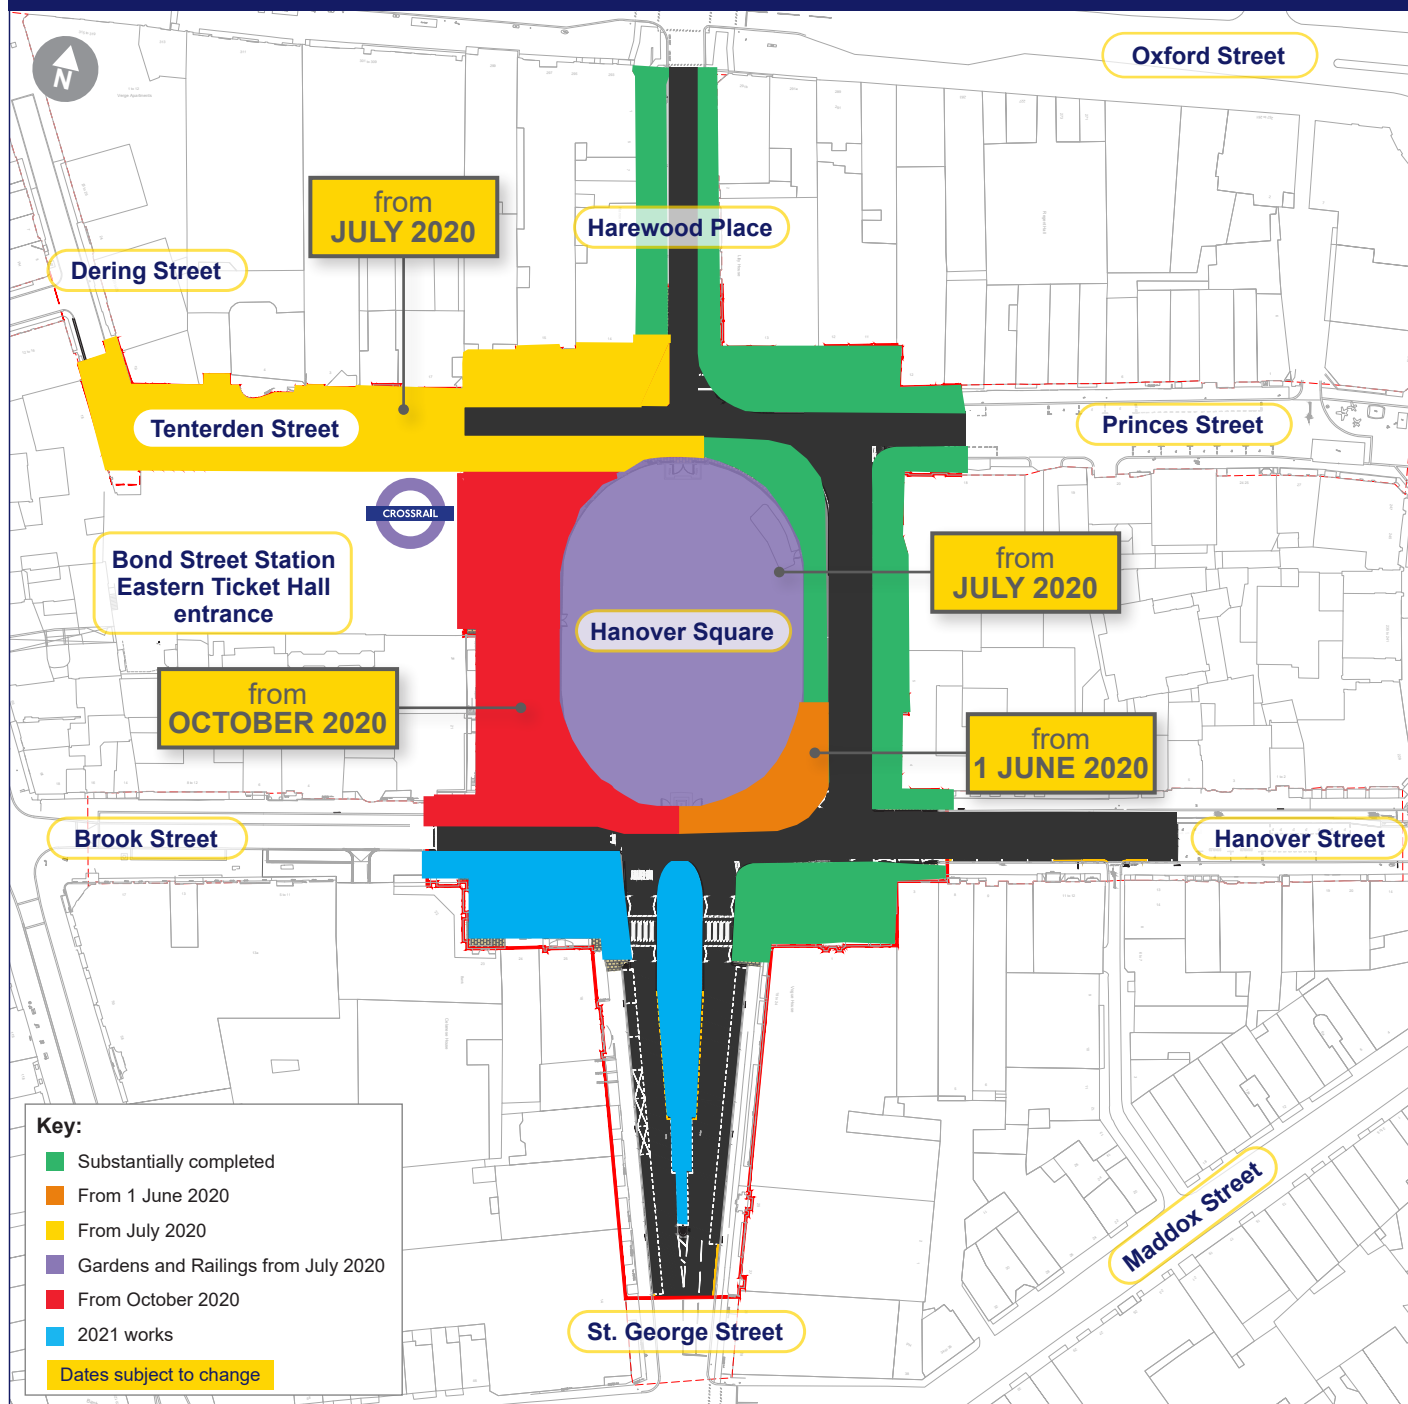 N
Oxford Street
from
JULY 2020
Harewood Place
Dering Street
Tenterden Street
Princes Street
CROSSRAIL
Bond Street Station
Eastern Ticket Hall
entrance
from
JULY 2020
Hanover Square
from
OCTOBER 2020
from
1 JUNE 2020
Brook Street
Hanover Street
Maddox Street
St. George Street
Key:
Substantially completed
From 1 June 2020
From July 2020
Gardens and Railings from July 2020
From October 2020
2021 works
Dates subject to change